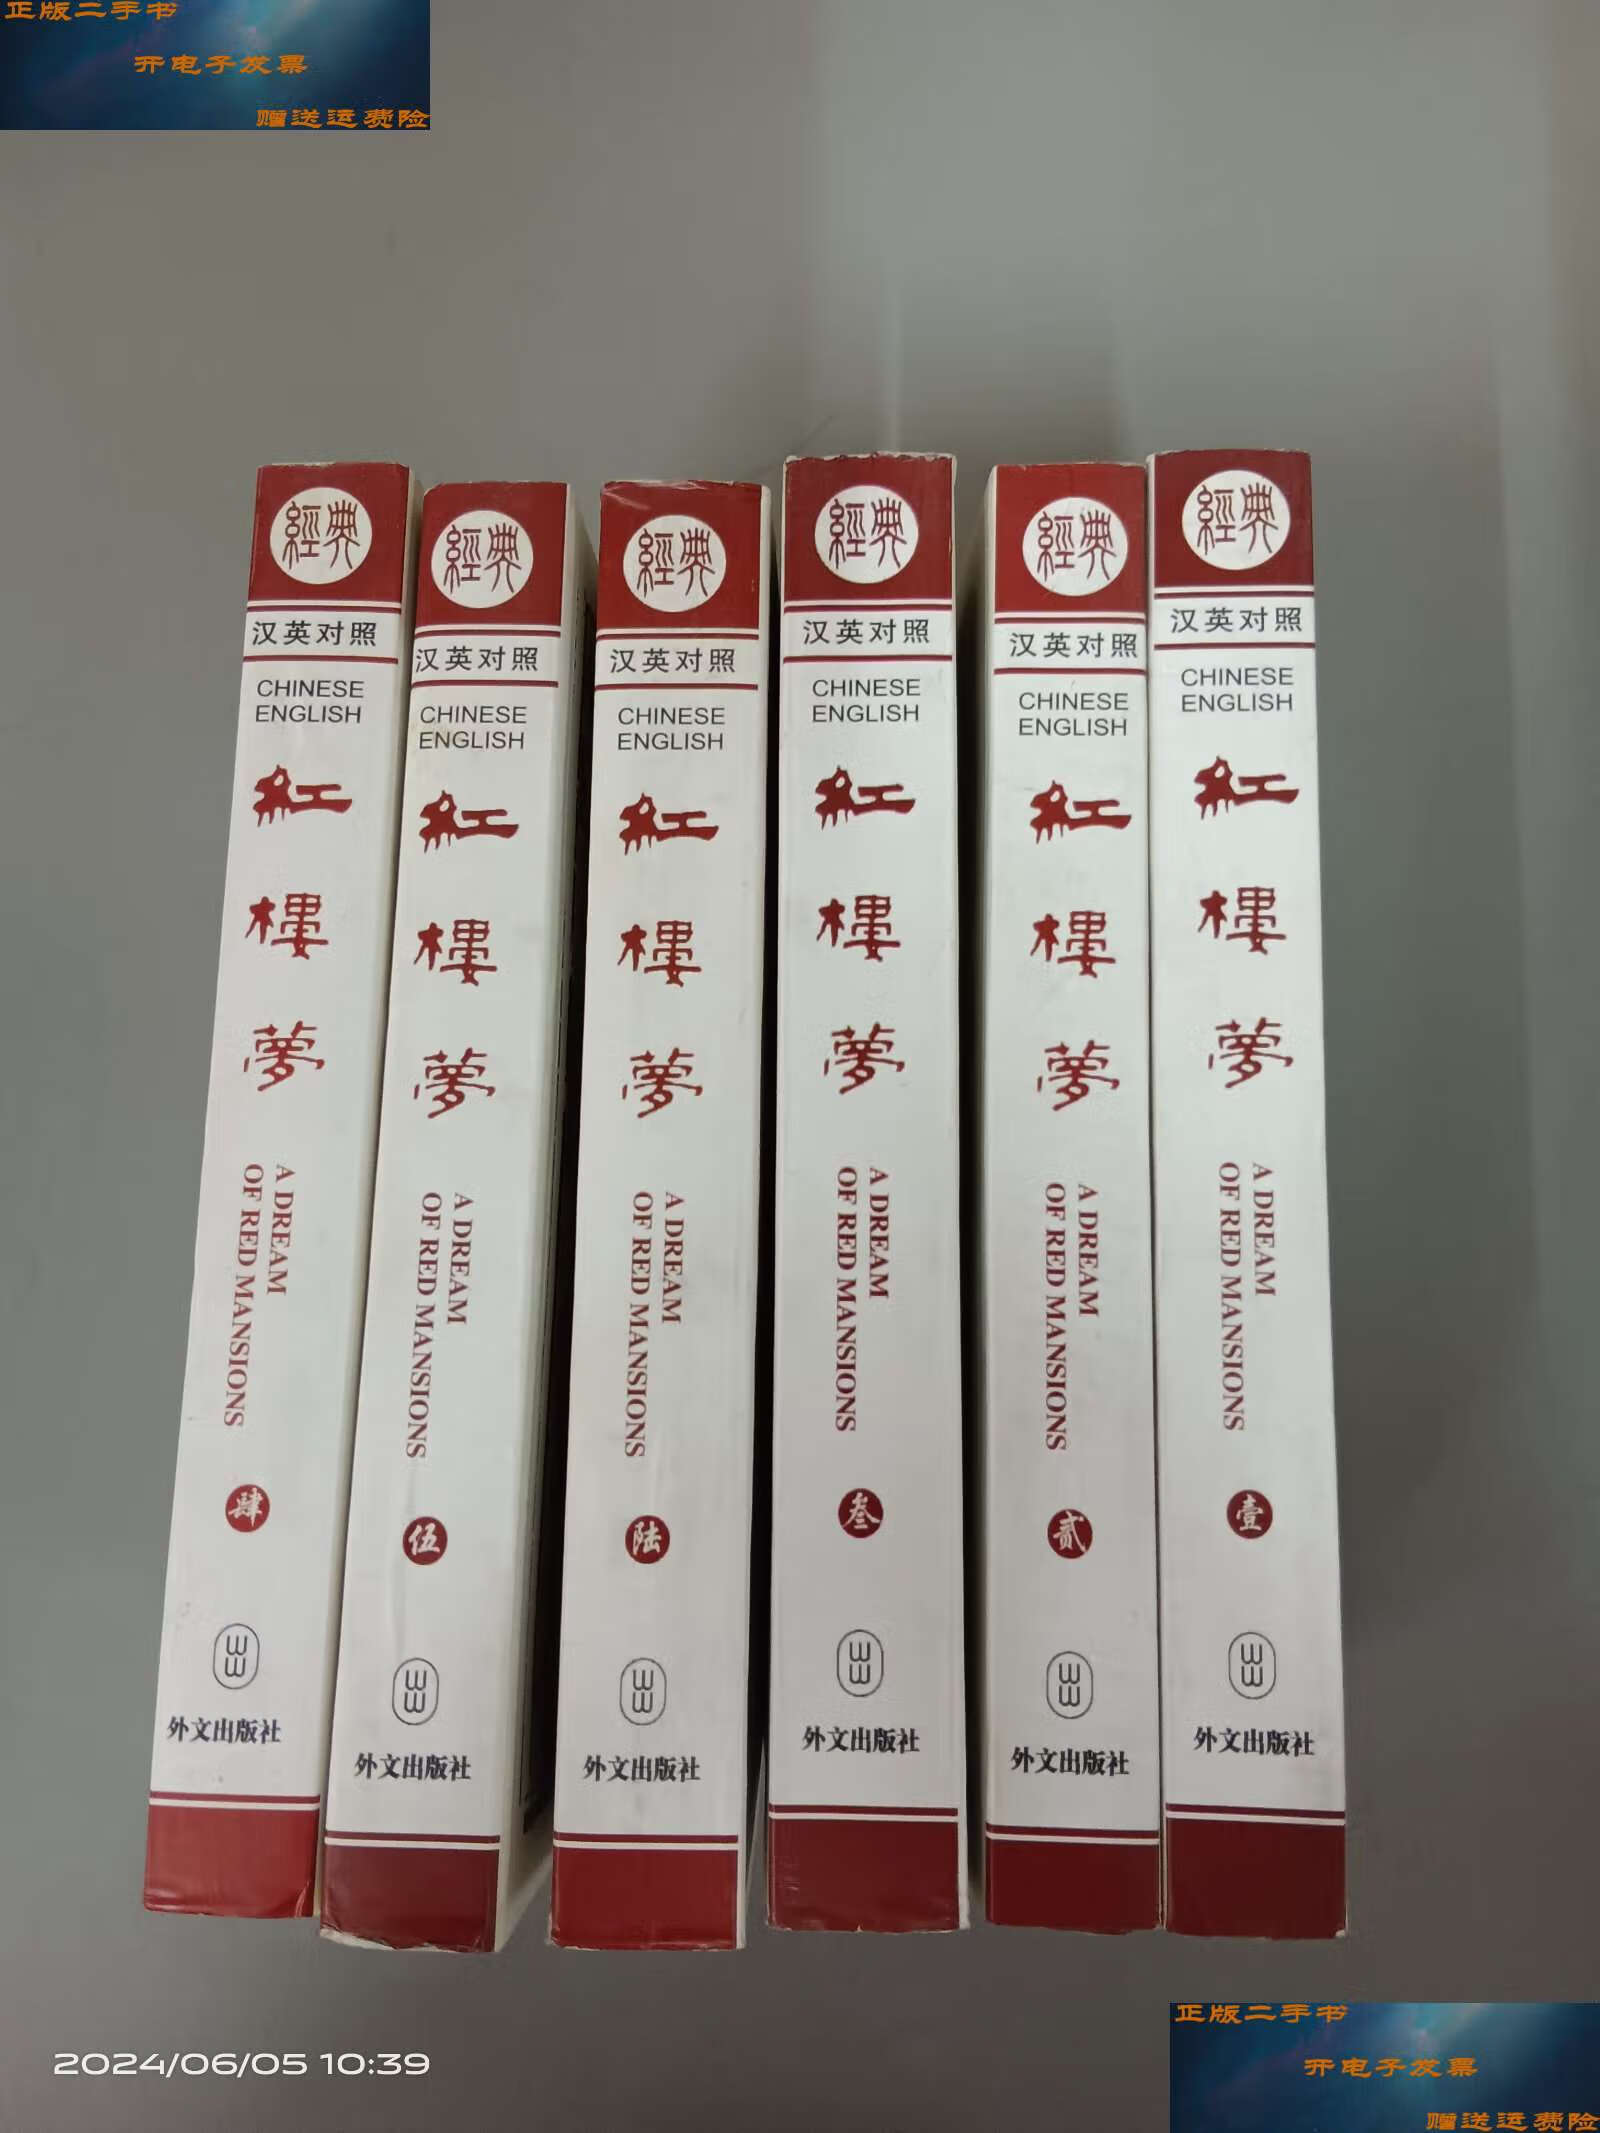 正版二手书
开电子发票
赠送运费险
經典
汉英对照
CHINESE
ENGLISH
紅
樓
夢
A DREAM
OF RED MANSIONS
肆
外文出版社
經典
汉英对照
CHINESE
ENGLISH
紅
樓
夢
A DREAM
OF RED MANSIONS
伍
外文出版社
經典
汉英对照
CHINESE
ENGLISH
紅
樓
夢
A DREAM
OF RED MANSIONS
陆
外文出版社
經典
汉英对照
CHINESE
ENGLISH
紅
樓
夢
A DREAM
OF RED MANSIONS
叁
外文出版社
經典
汉英对照
CHINESE
ENGLISH
紅
樓
夢
A DREAM
OF RED MANSIONS
贰
外文出版社
經典
汉英对照
CHINESE
ENGLISH
紅
樓
夢
A DREAM
OF RED MANSIONS
壹
外文出版社
2024/06/05 10:39
正版二手书
开电子发票
赠送运费险